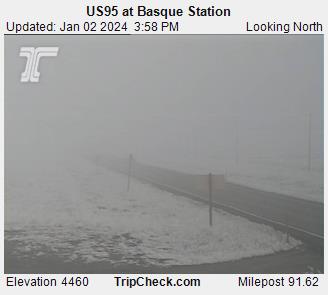 US95 at Basque Station
Updated: Jan 02 2024 3:58 PM Looking North
Elevation 4460 TripCheck.com Milepost 91.62